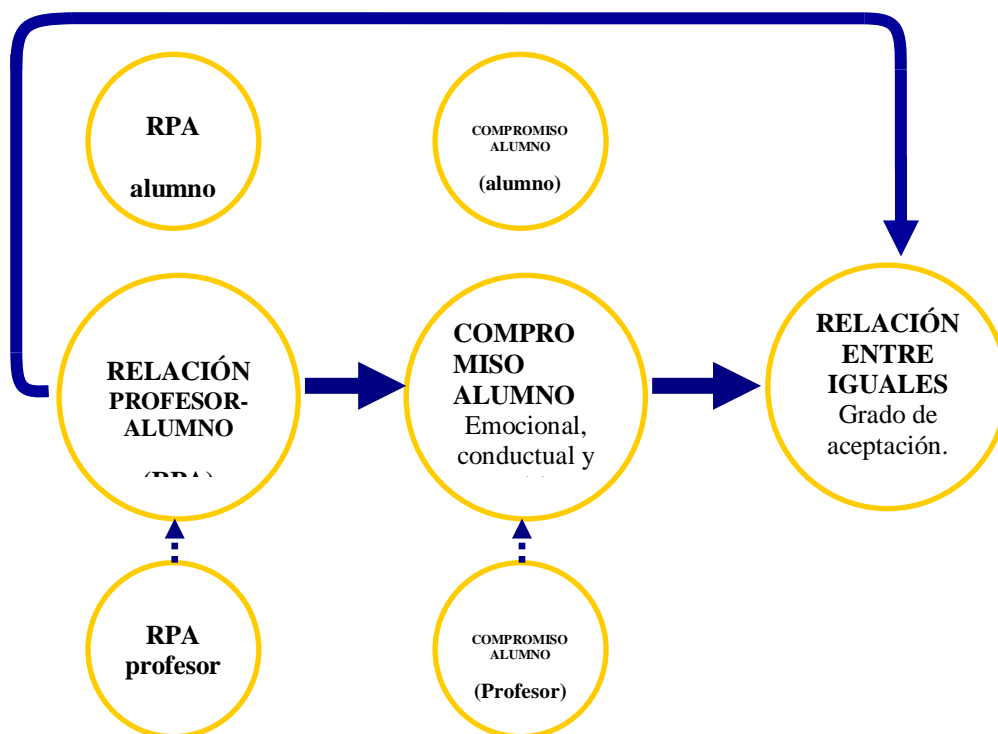 RPA
alumno
COMPROMISO
ALUMNO
(alumno)
RELACIÓN
PROFESOR-
ALUMNO
COMPRO
MISO
ALUMNO
Emocional,
conductual y
RELACIÓN
ENTRE
IGUALES
Grado de
aceptación.
RPA
profesor
COMPROMISO
ALUMNO
(Profesor)